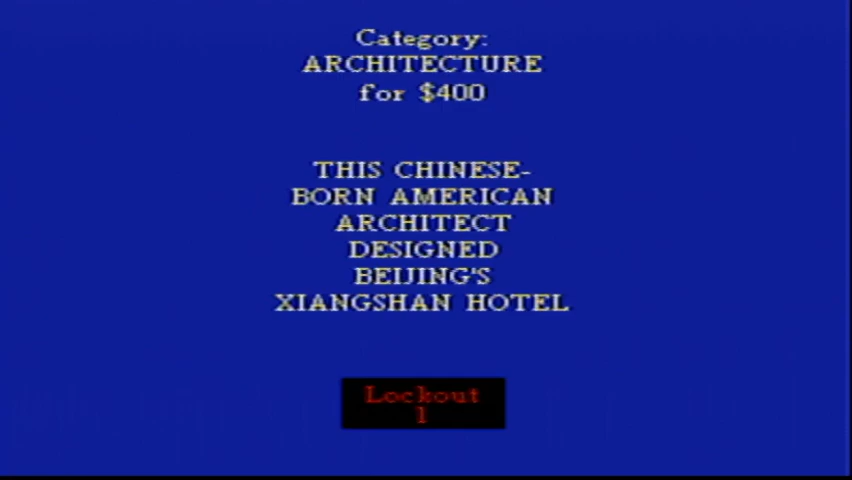 Category:
ARCHITECTURE
for $400
THIS CHINESE-
BORN AMERICAN
ARCHITECT
DESIGNED
BEIJING'S
XIANGSHAN HOTEL
Lockout
1